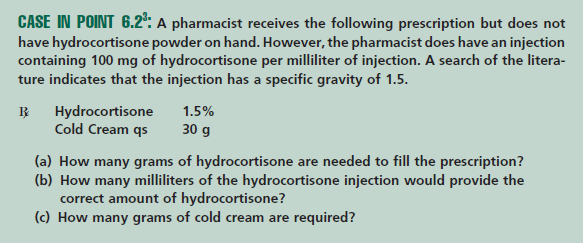 CASE IN POINT 6.2³: A pharmacist receives the following prescription but does not
have hydrocortisone powder on hand. However, the pharmacist does have an injection
containing 100 mg of hydrocortisone per milliliter of injection. A search of the litera-
ture indicates that the injection has a specific gravity of 1.5.
℞ Hydrocortisone 1.5%
Cold Cream qs 30 g
(a) How many grams of hydrocortisone are needed to fill the prescription?
(b) How many milliliters of the hydrocortisone injection would provide the
correct amount of hydrocortisone?
(c) How many grams of cold cream are required?